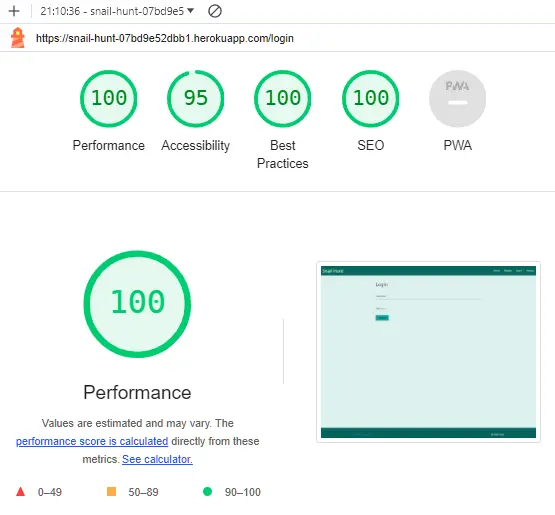 21:10:36 - snail-hunt-07bd9e5
https://snail-hunt-07bd9e52dbb1.herokuapp.com/login
100
95
100
100
PWA
Performance
Accessibility
Best
Practices
SEO
PWA
100
Performance
Values are estimated and may vary. The
performance score is calculated directly from these
metrics. See calculator.
0–49
50–89
90–100
Snail Hunt
Login